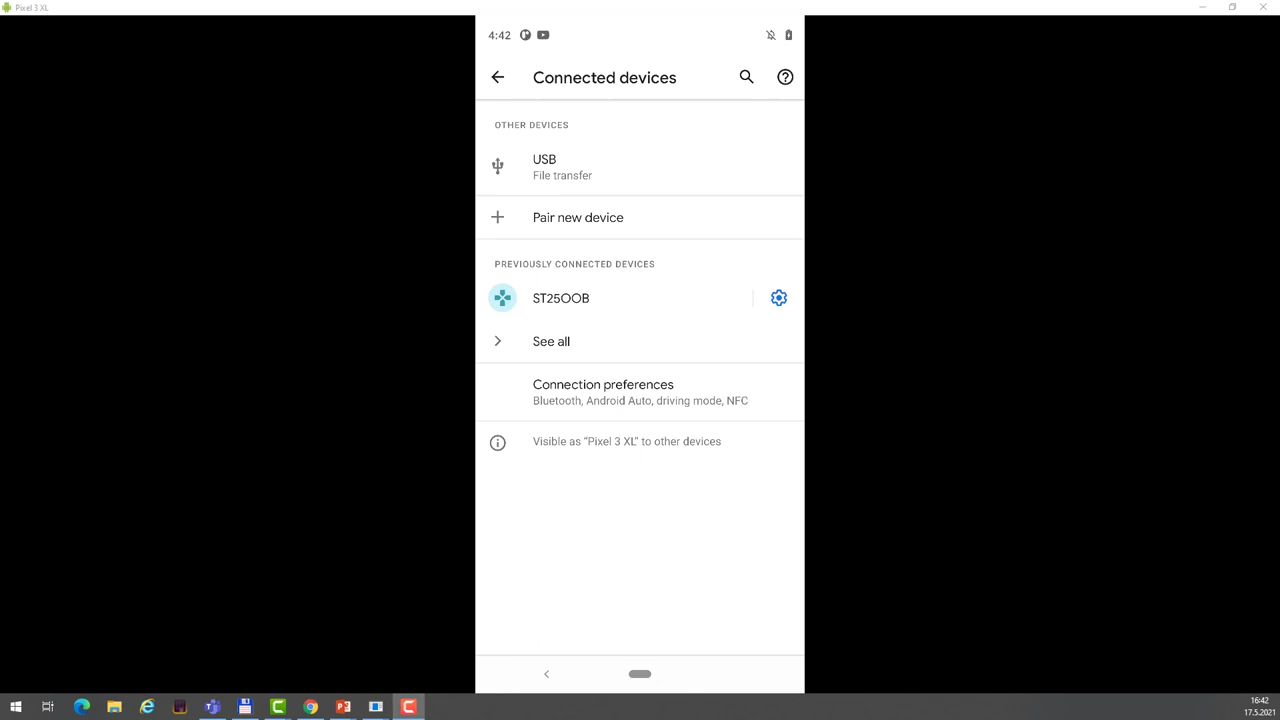 Pixel 3 XL
4:42
Connected devices
OTHER DEVICES
USB
File transfer
Pair new device
PREVIOUSLY CONNECTED DEVICES
ST25OOB
See all
Connection preferences
Bluetooth, Android Auto, driving mode, NFC
Visible as “Pixel 3 XL” to other devices
16:42
17.5.2021